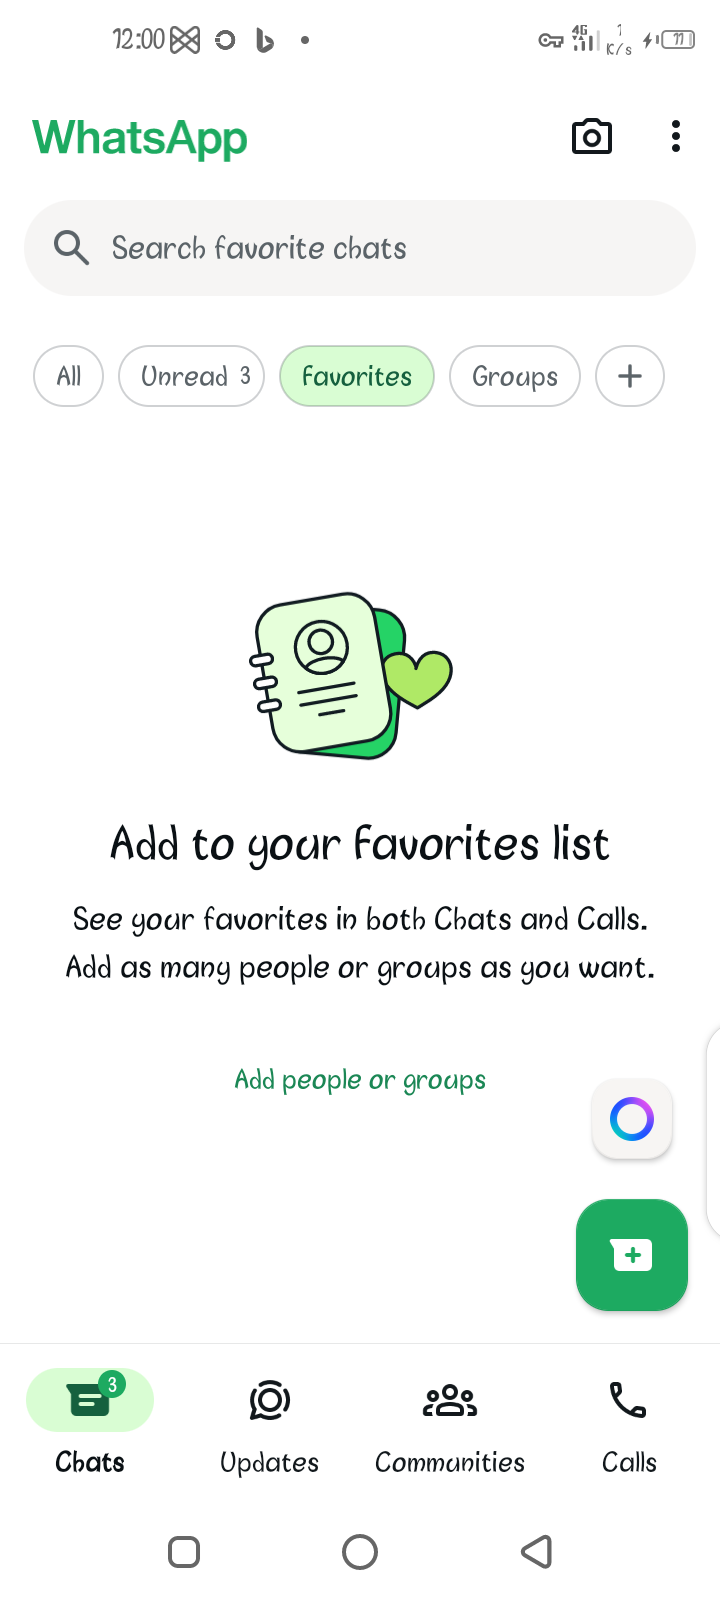 12:00
4G 1 K/s 77
WhatsApp
Search favorite chats
All Unread 3 Favorites Groups +
Add to your favorites list
See your favorites in both Chats and Calls.
Add as many people or groups as you want.
Add people or groups
3
Chats Updates Communities Calls